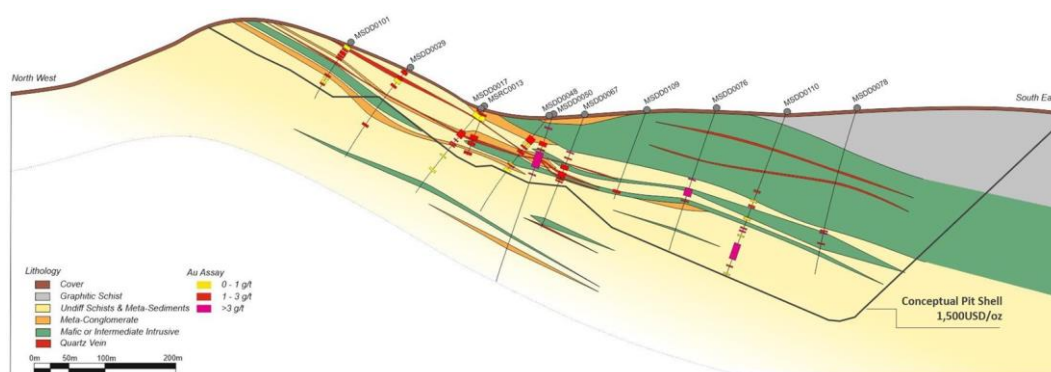 MSDD0101
MSDD0029
MSDD0017
MSRC0013
MSDD0048
MSDD0050
MSDD0067
MSDD0109
MSDD0076
MSDD0110
MSDD0078
North West
South Ea
Conceptual Pit Shell
1,500USD/oz
Lithology
Cover
Graphitic Schist
Undiff Schists & Meta-Sediments
Meta-Conglomerate
Mafic or Intermediate Intrusive
Quartz Vein
Au Assay
0 - 1 g/t
1 - 3 g/t
>3 g/t
0m 50m 100m 200m